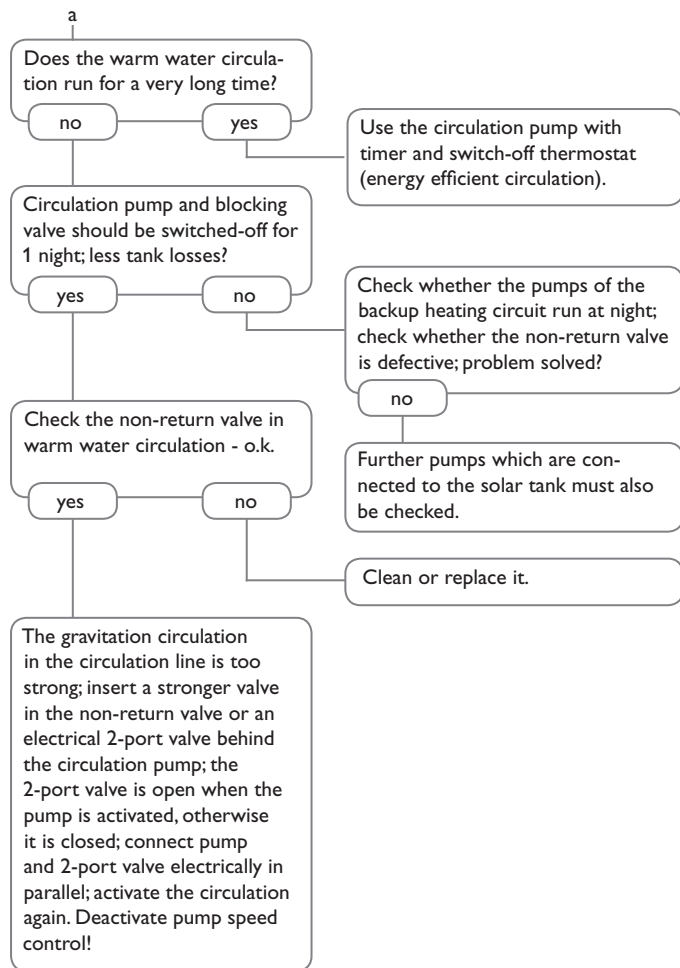 a
Does the warm water circula-
tion run for a very long time?
no
yes
Use the circulation pump with
timer and switch-off thermostat
(energy efficient circulation).
Circulation pump and blocking
valve should be switched-off for
1 night; less tank losses?
yes
no
Check whether the pumps of the
backup heating circuit run at night;
check whether the non-return valve
is defective; problem solved?
no
Further pumps which are con-
nected to the solar tank must also
be checked.
Check the non-return valve in
warm water circulation - o.k.
yes
no
Clean or replace it.
The gravitation circulation
in the circulation line is too
strong; insert a stronger valve
in the non-return valve or an
electrical 2-port valve behind
the circulation pump; the
2-port valve is open when the
pump is activated, otherwise
it is closed; connect pump
and 2-port valve electrically in
parallel; activate the circulation
again. Deactivate pump speed
control!